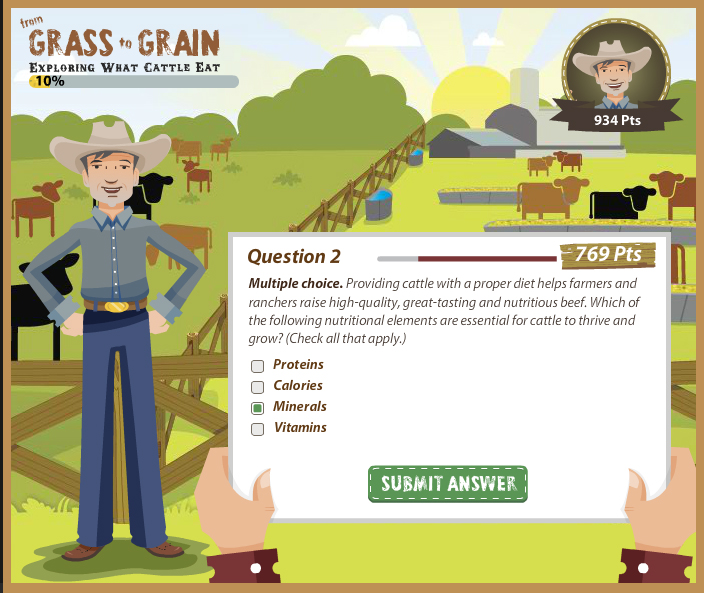 from
GRASS to GRAIN
EXPLORING WHAT CATTLE EAT
10%
934 Pts
Question 2
769 Pts
Multiple choice. Providing cattle with a proper diet helps farmers and
ranchers raise high-quality, great-tasting and nutritious beef. Which of
the following nutritional elements are essential for cattle to thrive and
grow? (Check all that apply.)
Proteins
Calories
Minerals
Vitamins
SUBMIT ANSWER